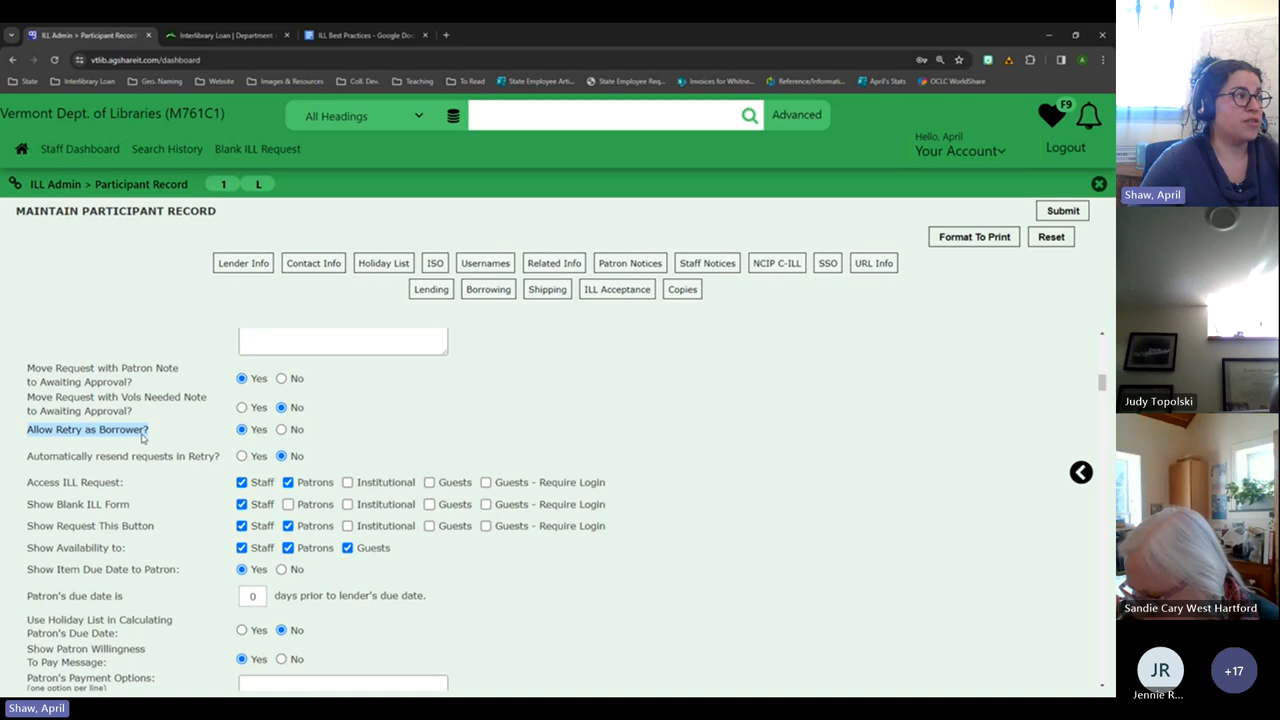 ILL Admin > Participant Record
Interlibrary Loan | Department
ILL Best Practices - Google Doc
vtlib.agshareit.com/dashboard
State
Interlibrary Loan
Geo. Naming
Website
Images & Resources
Coll. Dev.
Teaching
To Read
State Employee Arti...
State Employee Req...
Invoices for Whitne...
Reference/Informati...
April's Stats
OCLC WorldShare
Vermont Dept. of Libraries (M761C1)
All Headings
Advanced
F9
Hello, April
Your Account
Logout
Staff Dashboard
Search History
Blank ILL Request
ILL Admin > Participant Record 1 L
MAINTAIN PARTICIPANT RECORD
Submit
Format To Print Reset
Lender Info Contact Info Holiday List ISO Usernames Related Info Patron Notices Staff Notices NCIP C-ILL SSO URL Info
Lending Borrowing Shipping ILL Acceptance Copies
Move Request with Patron Note
to Awaiting Approval? Yes No
Move Request with Vols Needed Note
to Awaiting Approval? Yes No
Allow Retry as Borrower? Yes No
Automatically resend requests in Retry? Yes No
Access ILL Request: Staff Patrons Institutional Guests Guests - Require Login
Show Blank ILL Form Staff Patrons Institutional Guests Guests - Require Login
Show Request This Button Staff Patrons Institutional Guests Guests - Require Login
Show Availability to: Staff Patrons Guests
Show Item Due Date to Patron: Yes No
Patron's due date is 0 days prior to lender's due date.
Use Holiday List in Calculating
Patron's Due Date: Yes No
Show Patron Willingness
To Pay Message: Yes No
Patron's Payment Options:
(one option per line)
Shaw, April
Shaw, April
Judy Topolski
Sandie Cary West Hartford
JR
Jennie R...
+17